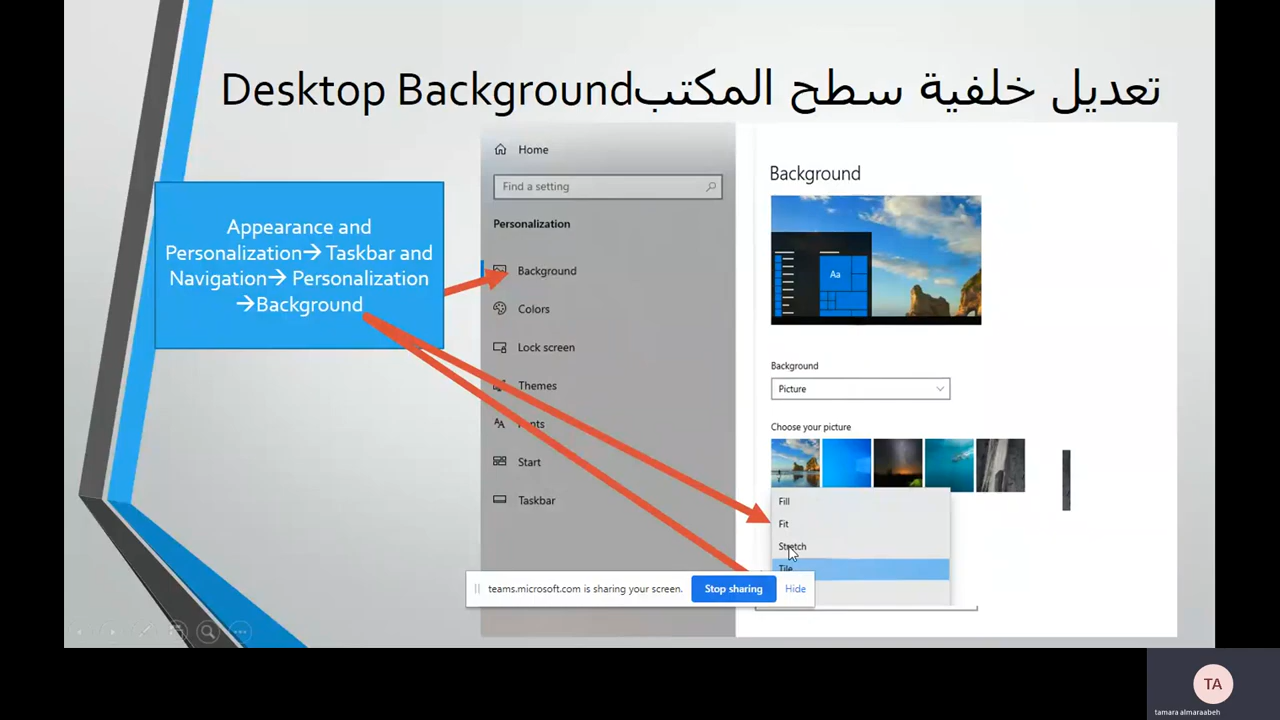 تعديل خلفية سطح المكتبDesktop Background
Appearance and
Personalization→ Taskbar and
Navigation→ Personalization
→Background
Home
Find a setting
Personalization
Background
Colors
Lock screen
Themes
Fonts
Start
Taskbar
Background
Aa
Background
Picture
Choose your picture
Fill
Fit
Stretch
Tile
teams.microsoft.com is sharing your screen.
Stop sharing
Hide
TA
tamara almaraabeh